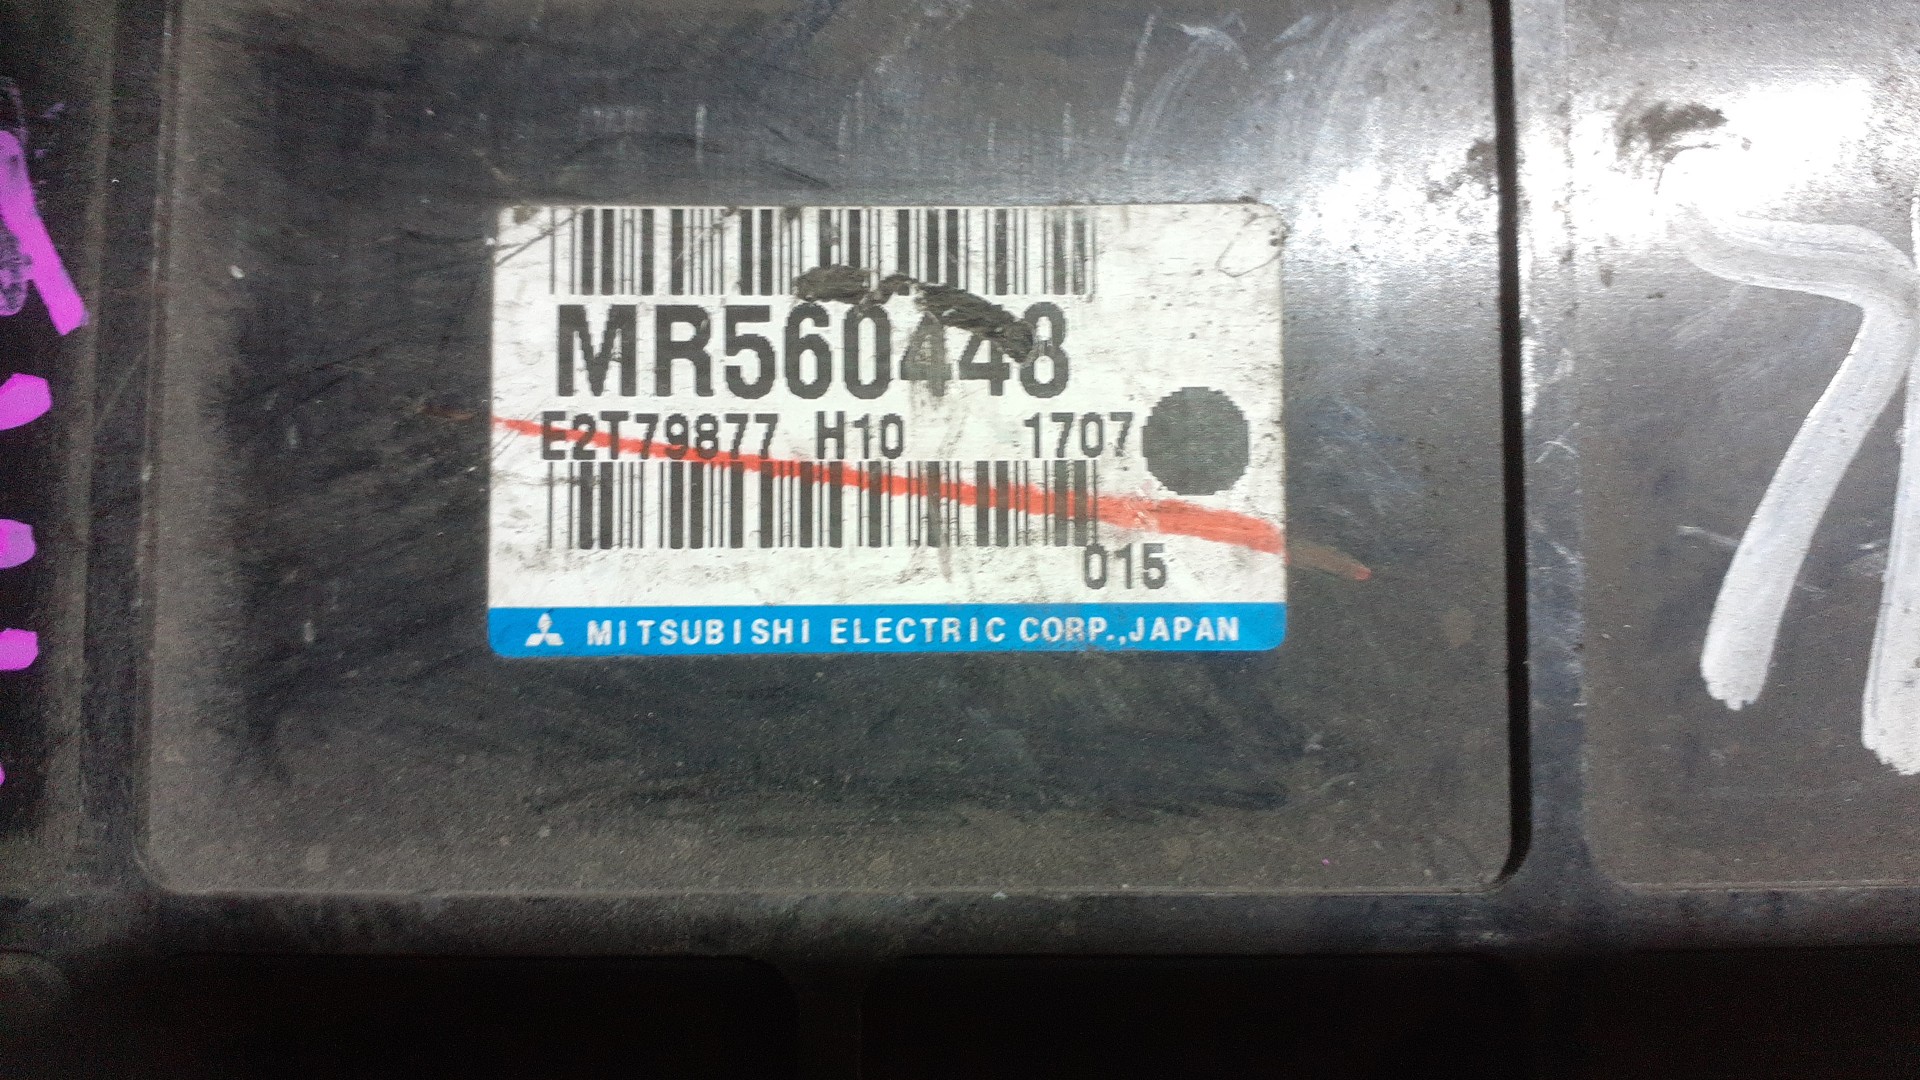 MR560448
E2T79877 H10 1707
015
MITSUBISHI ELECTRIC CORP.,JAPAN